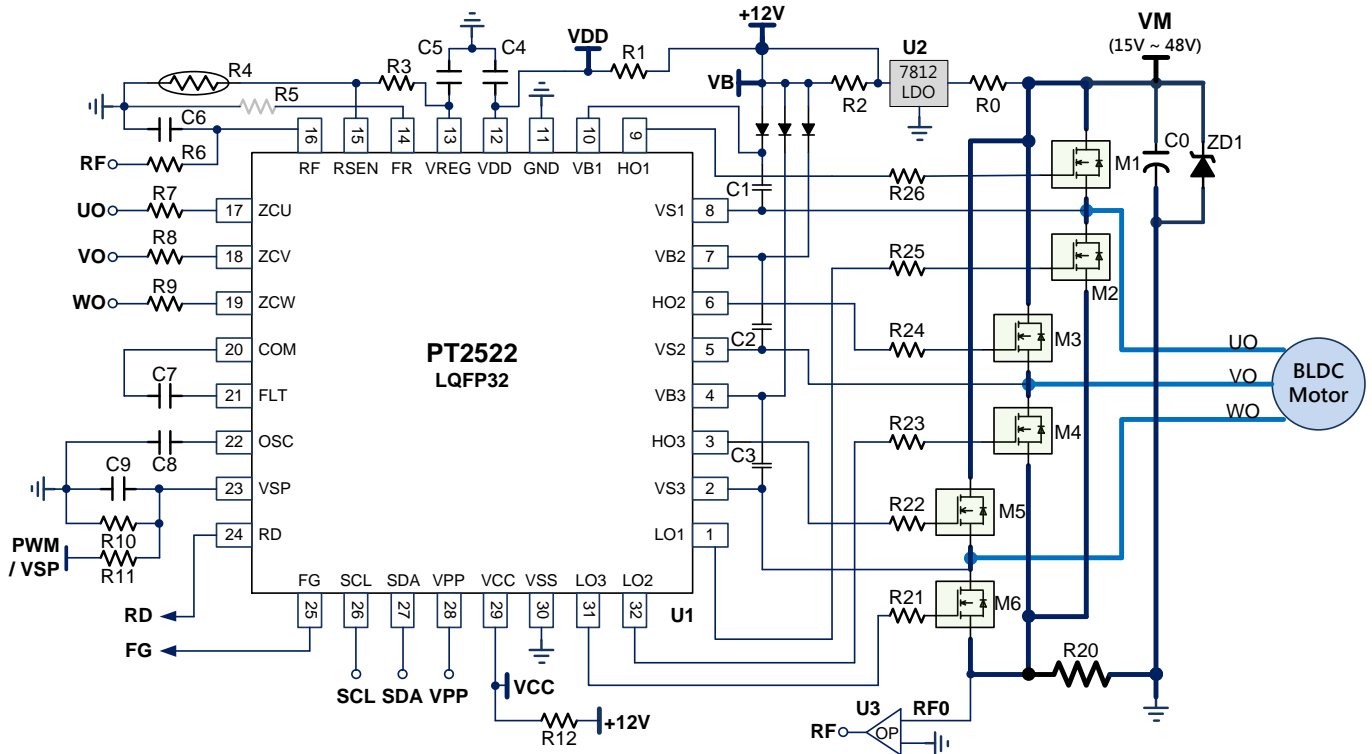 +12V
VM
(15V ~ 48V)
C5
C4
VDD
R1
U2
7812
LDO
R4
R3
VB
R2
R0
R5
C6
16
15
14
13
12
11
10
9
R6
RF
RF
RSEN
FR
VREG
VDD
GND
VB1
HO1
M1
C0
ZD1
R26
C1
R7
UO
17
ZCU
VS1
8
R8
VO
18
ZCV
VB2
7
R25
M2
R9
WO
19
ZCW
HO2
6
R24
M3
20
COM
PT2522
LQFP32
C2
VS2
5
UO
VO
WO
BLDC
Motor
C7
21
FLT
VB3
4
R23
M4
22
OSC
HO3
3
C8
C9
C3
23
VSP
VS2
2
R22
M5
R10
24
RD
LO1
1
PWM
/ VSP
R11
FG
SCL
SDA
VPP
VCC
VSS
LO3
LO2
25
26
27
28
29
30
31
32
U1
R21
M6
RD
FG
R20
SCL
SDA
VPP
VCC
R12
+12V
U3
RF0
RF
OP